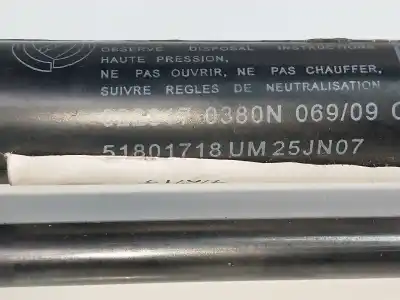 OBSERVE DISPOSAL INSTRUCTIONS
HAUTE PRESSION,
NE PAS OUVRIR, NE PAS CHAUFFER,
SUIVRE REGLES DE NEUTRALISATION
0380N 069/09
51801718 UM 25JN07